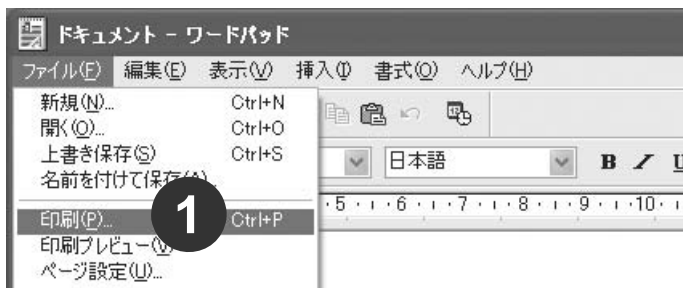 ドキュメント - ワードパッド
ファイル(F) 編集(E) 表示(V) 挿入(I) 書式(O) ヘルプ(H)
新規(N)... Ctrl+N
開く(O)... Ctrl+O
上書き保存(S) Ctrl+S
名前を付けて保存(A)...
日本語 B I U
印刷(P)... 1 Ctrl+P
5 6 7 8 9 10
印刷プレビュー(V)
ページ設定(U)...